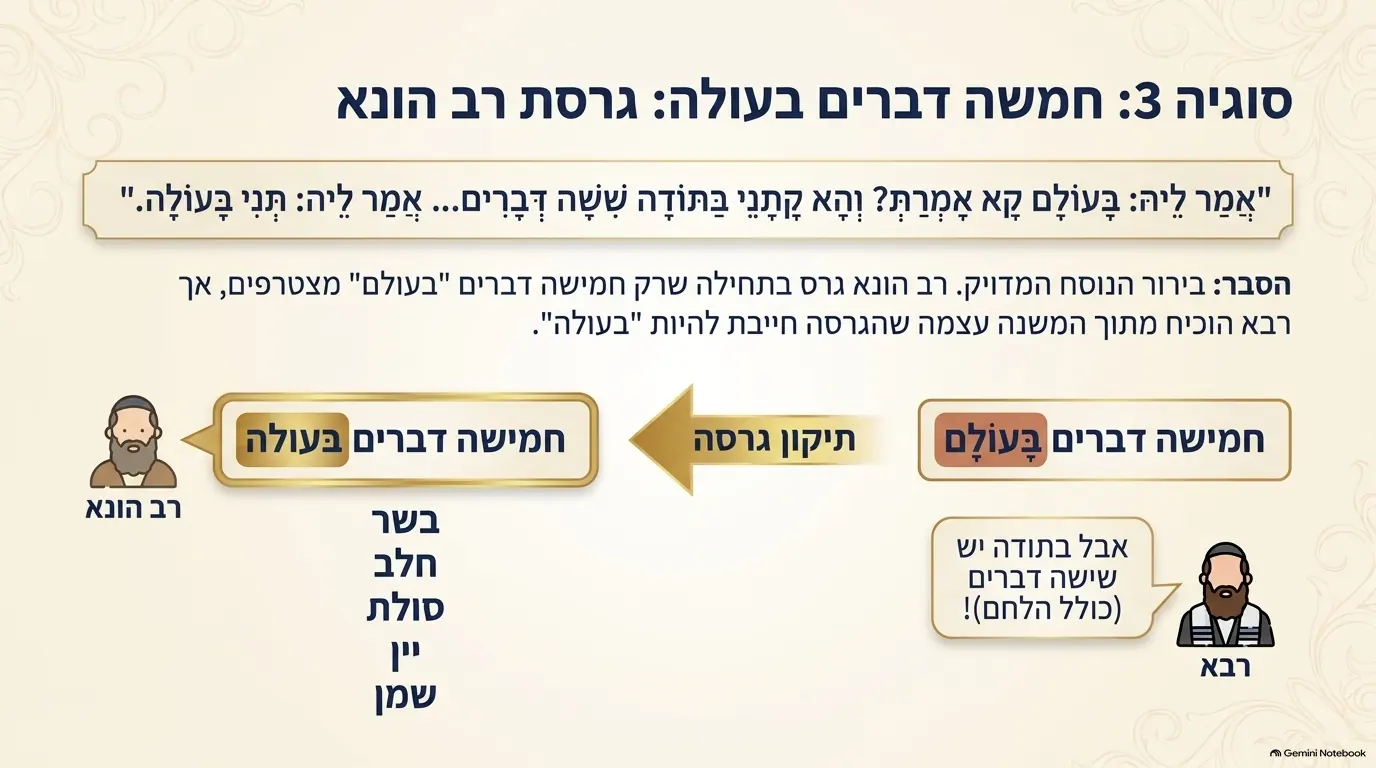 סוגיה 3: חמשה דברים בעולה: גרסת רב הונא
"אֲמַר לֵיהּ: בָּעוֹלָם קָא אָמְרַתְּ? וְהָא קָתָנֵי בַּתּוֹדָה שִׁשָּׁה דְּבָרִים... אֲמַר לֵיה: תְּנִי בָּעוֹלָה."
הסבר: בירור הנוסח המדויק. רב הונא גרס בתחילה שרק חמישה דברים "בעולם" מצטרפים, אך
רבא הוכיח מתוך המשנה עצמה שהגרסה חייבת להיות "בעולה".
חמישה דברים בָּעוֹלָם
תיקון גרסה
חמישה דברים בעולה
רב הונא
אבל בתודה יש
שישה דברים
(כולל הלחם)!
רבא
בשר
חלב
סולת
יין
שמן
Gemini Notebook